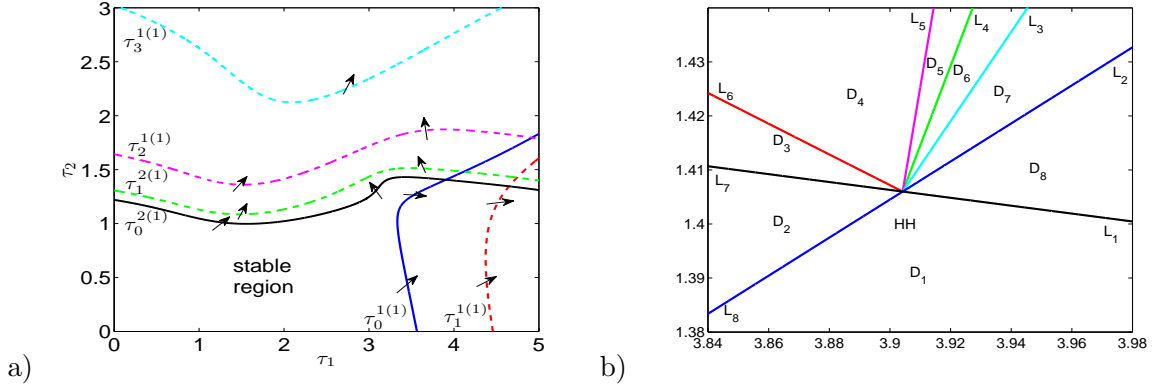 3
2.5
2
1.5
1
0.5
0
τ2
0 1 2 3 4 5
τ1
τ3^1(1)
τ2^1(1)
τ1^2(1)
τ0^2(1)
stable
region
τ0^1(1)
τ1^1(1)
a)
1.43
1.42
1.41
1.4
1.39
1.38
3.84 3.86 3.88 3.9 3.92 3.94 3.96 3.98
L5
L4
L3
L2
L6
D5
D6
D4
D7
D3
D8
L7
D2
HH
L1
D1
L8
b)